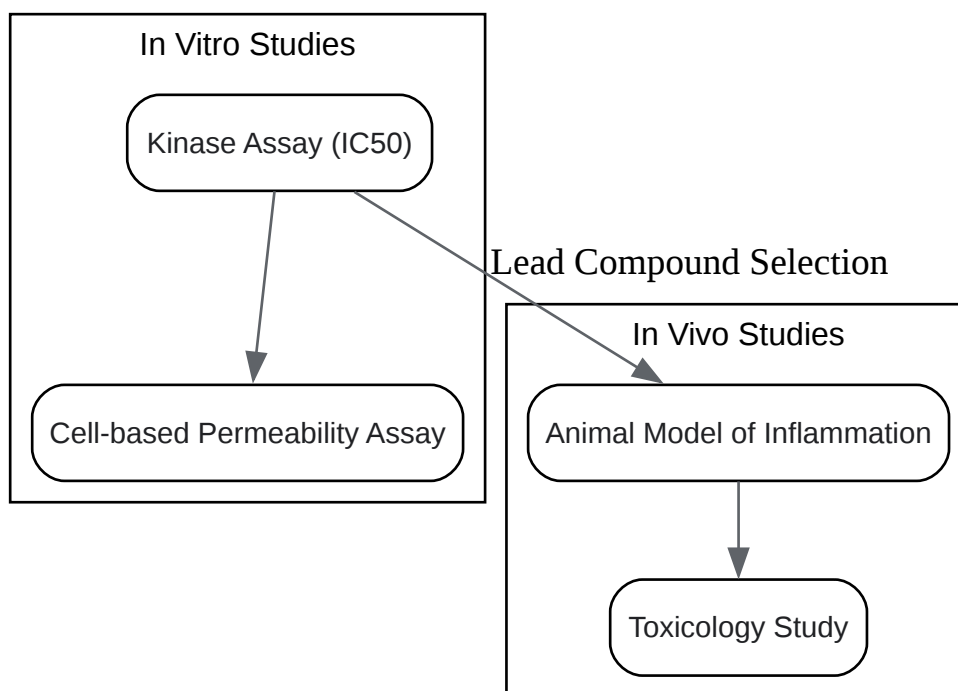 In Vitro Studies
Kinase Assay (IC50)
Lead Compound Selection
In Vivo Studies
Cell-based Permeability Assay
Animal Model of Inflammation
Toxicology Study